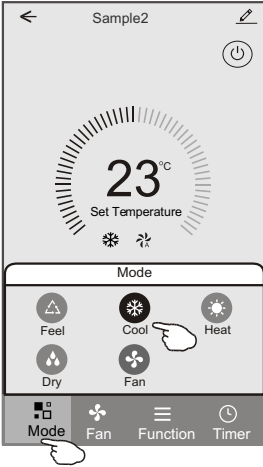 Sample2
23°C
Set Temperature
A
Mode
Feel Cool Heat
Dry Fan
Mode Fan Function Timer